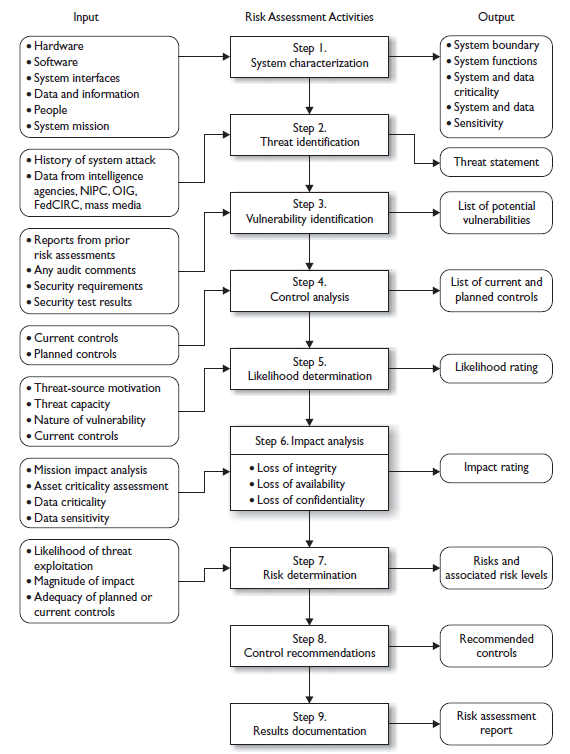 Input
Risk Assessment Activities
Output
• Hardware
• Software
• System interfaces
• Data and information
• People
• System mission
Step 1.
System characterization
• System boundary
• System functions
• System and data
criticality
• System and data
• Sensitivity
• History of system attack
• Data from intelligence
agencies, NIPC, OIG,
FedCIRC, mass media
Step 2.
Threat identification
Threat statement
• Reports from prior
risk assessments
• Any audit comments
• Security requirements
• Security test results
Step 3.
Vulnerability identification
List of potential
vulnerabilities
• Current controls
• Planned controls
Step 4.
Control analysis
List of current and
planned controls
• Threat-source motivation
• Threat capacity
• Nature of vulnerability
• Current controls
Step 5.
Likelihood determination
Likelihood rating
• Mission impact analysis
• Asset criticality assessment
• Data criticality
• Data sensitivity
Step 6. Impact analysis
• Loss of integrity
• Loss of availability
• Loss of confidentiality
Impact rating
• Likelihood of threat
exploitation
• Magnitude of impact
• Adequacy of planned or
current controls
Step 7.
Risk determination
Risks and
associated risk levels
Step 8.
Control recommendations
Recommended
controls
Step 9.
Results documentation
Risk assessment
report